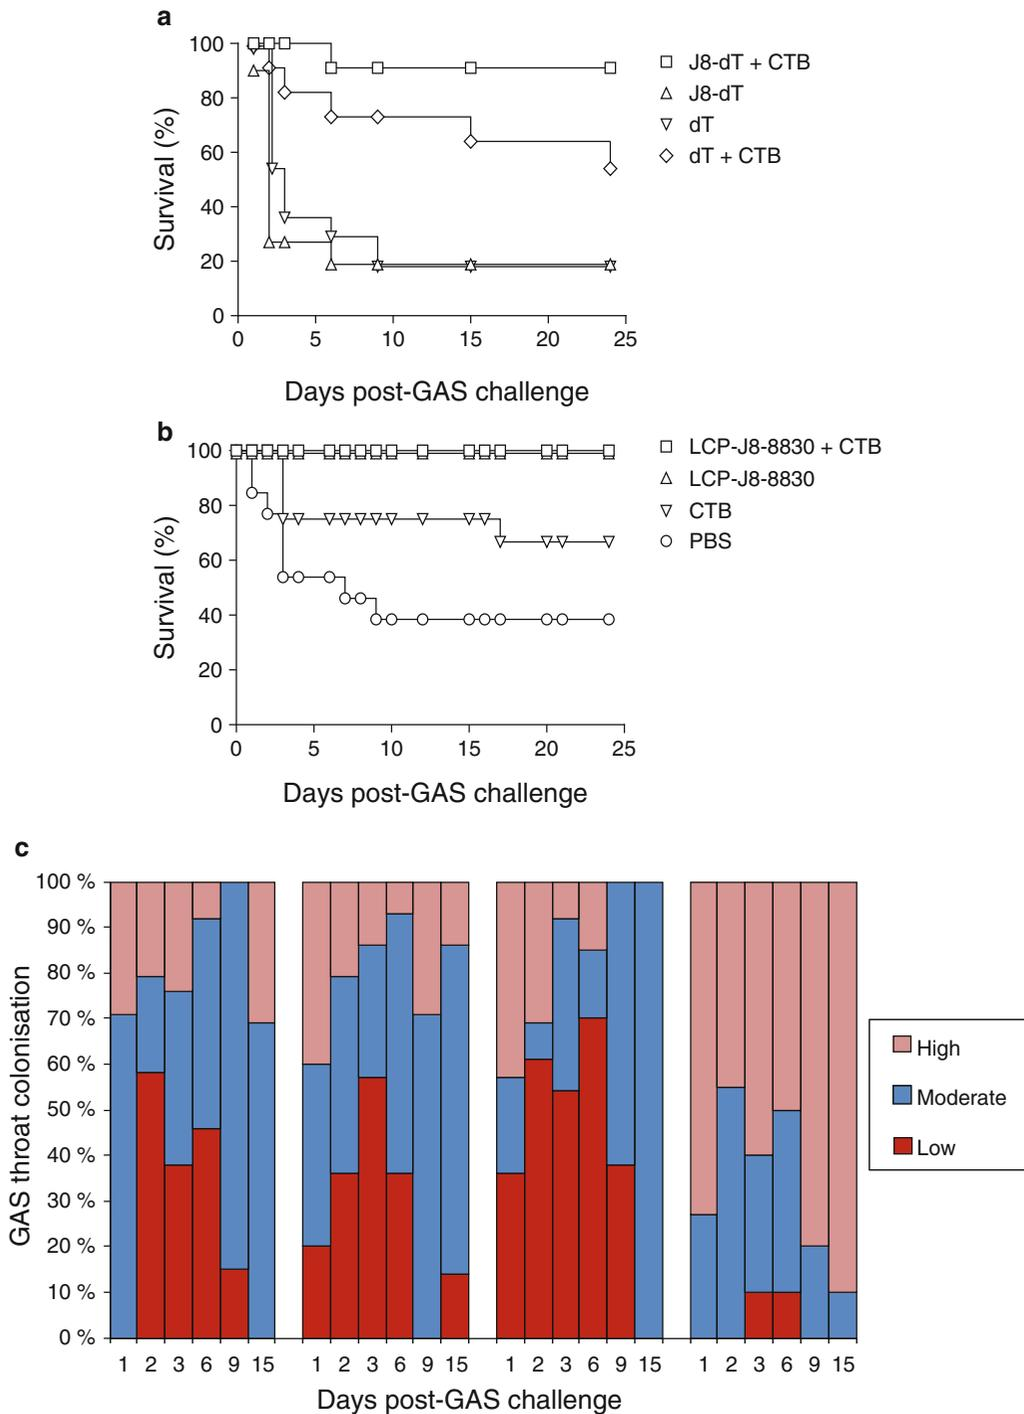 a
100
80
60
40
20
0
Survival (%)
0 5 10 15 20 25
Days post-GAS challenge
J8-dT + CTB
J8-dT
dT
dT + CTB
b
100
80
60
40
20
0
Survival (%)
0 5 10 15 20 25
Days post-GAS challenge
LCP-J8-8830 + CTB
LCP-J8-8830
CTB
PBS
c
100 %
90 %
80 %
70 %
60 %
50 %
40 %
30 %
20 %
10 %
0 %
GAS throat colonisation
1 2 3 6 9 15 1 2 3 6 9 15 1 2 3 6 9 15 1 2 3 6 9 15
Days post-GAS challenge
High
Moderate
Low